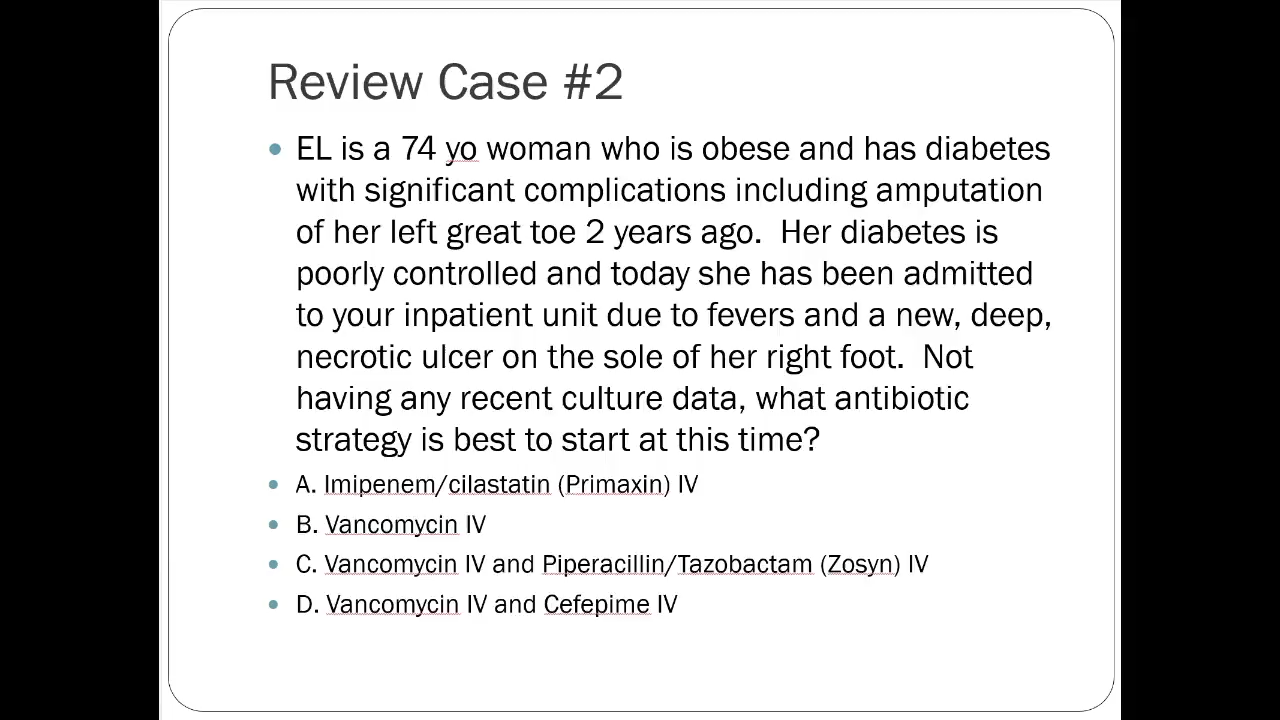 Review Case #2
• EL is a 74 yo woman who is obese and has diabetes
with significant complications including amputation
of her left great toe 2 years ago.  Her diabetes is
poorly controlled and today she has been admitted
to your inpatient unit due to fevers and a new, deep,
necrotic ulcer on the sole of her right foot.  Not
having any recent culture data, what antibiotic
strategy is best to start at this time?
• A. Imipenem/cilastatin (Primaxin) IV
• B. Vancomycin IV
• C. Vancomycin IV and Piperacillin/Tazobactam (Zosyn) IV
• D. Vancomycin IV and Cefepime IV